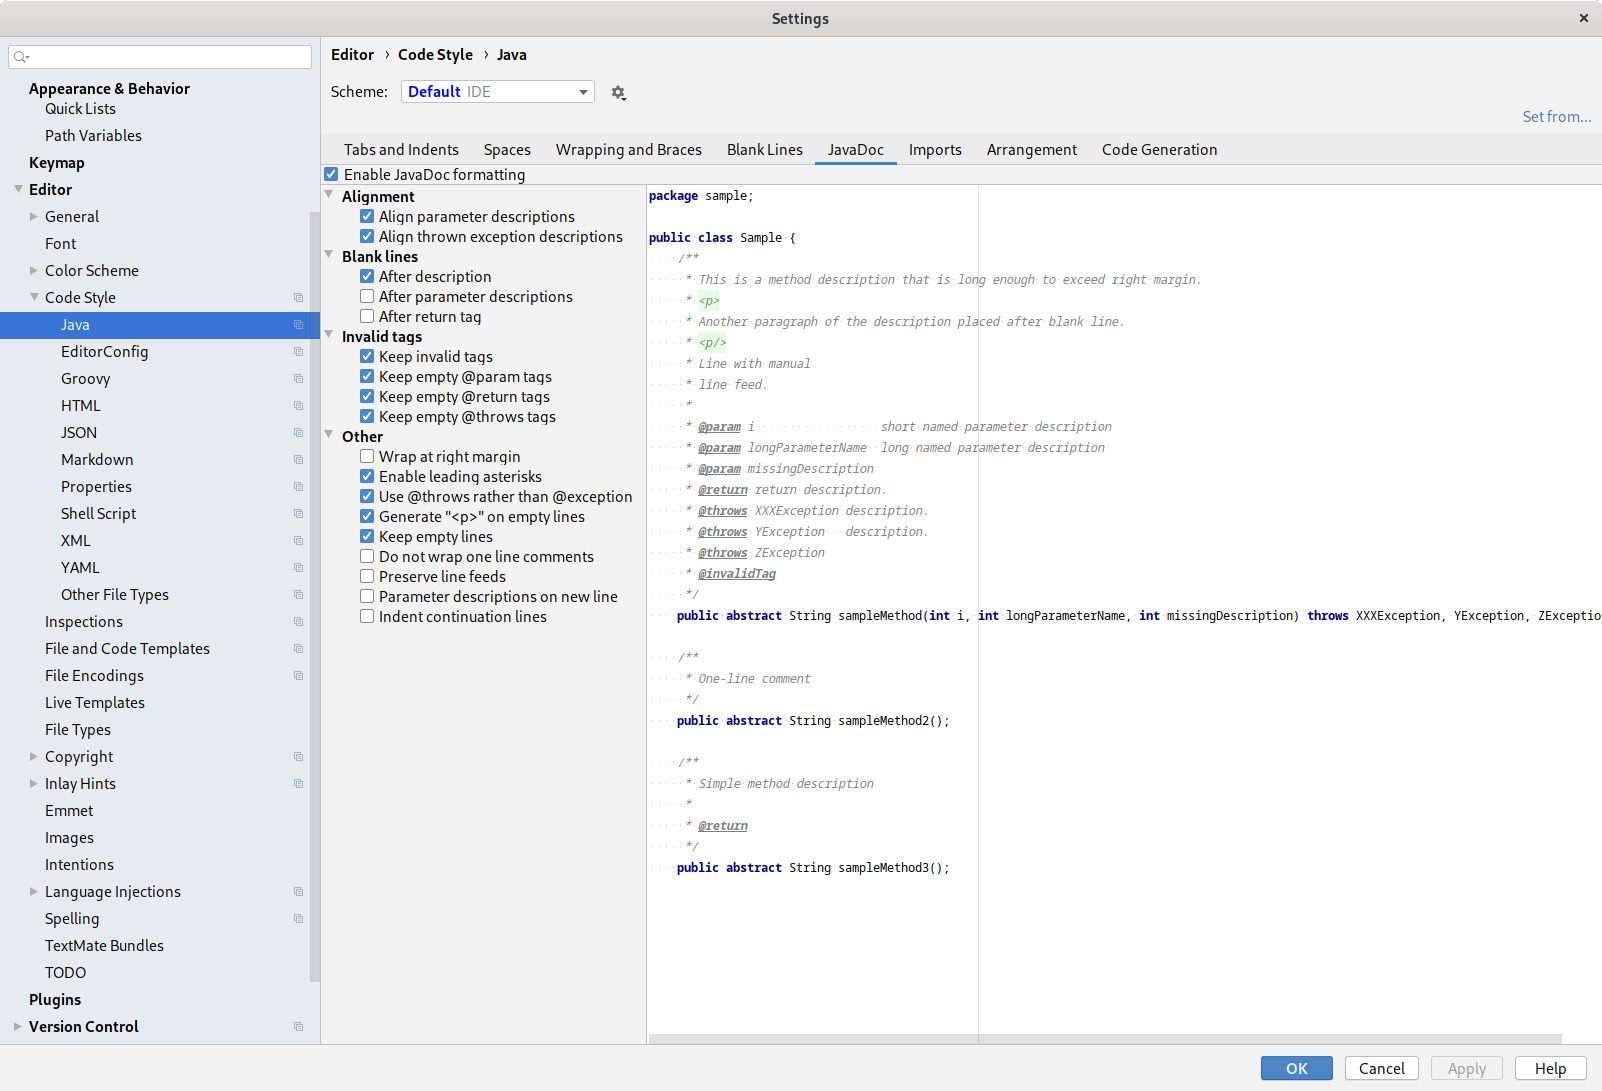 Settings
Appearance & Behavior
Quick Lists
Path Variables
Keymap
Editor
General
Font
Color Scheme
Code Style
Java
EditorConfig
Groovy
HTML
JSON
Markdown
Properties
Shell Script
XML
YAML
Other File Types
Inspections
File and Code Templates
File Encodings
Live Templates
File Types
Copyright
Inlay Hints
Emmet
Images
Intentions
Language Injections
Spelling
TextMate Bundles
TODO
Plugins
Version Control
Editor › Code Style › Java
Scheme: Default IDE
Set from...
Tabs and Indents Spaces Wrapping and Braces Blank Lines JavaDoc Imports Arrangement Code Generation
Enable JavaDoc formatting
Alignment
Align parameter descriptions
Align thrown exception descriptions
Blank lines
After description
After parameter descriptions
After return tag
Invalid tags
Keep invalid tags
Keep empty @param tags
Keep empty @return tags
Keep empty @throws tags
Other
Wrap at right margin
Enable leading asterisks
Use @throws rather than @exception
Generate "<p>" on empty lines
Keep empty lines
Do not wrap one line comments
Preserve line feeds
Parameter descriptions on new line
Indent continuation lines
package sample;
public class Sample {
/**
* This is a method description that is long enough to exceed right margin.
* <p>
* Another paragraph of the description placed after blank line.
* <p/>
* Line with manual
* line feed.
*
* @param i short named parameter description
* @param longParameterName long named parameter description
* @param missingDescription
* @return return description.
* @throws XXXException description.
* @throws YException description.
* @throws ZException
* @invalidTag
*/
public abstract String sampleMethod(int i, int longParameterName, int missingDescription) throws XXXException, YException, ZExceptio
/**
* One-line comment
*/
public abstract String sampleMethod2();
/**
* Simple method description
*
* @return
*/
public abstract String sampleMethod3();
OK Cancel Apply Help